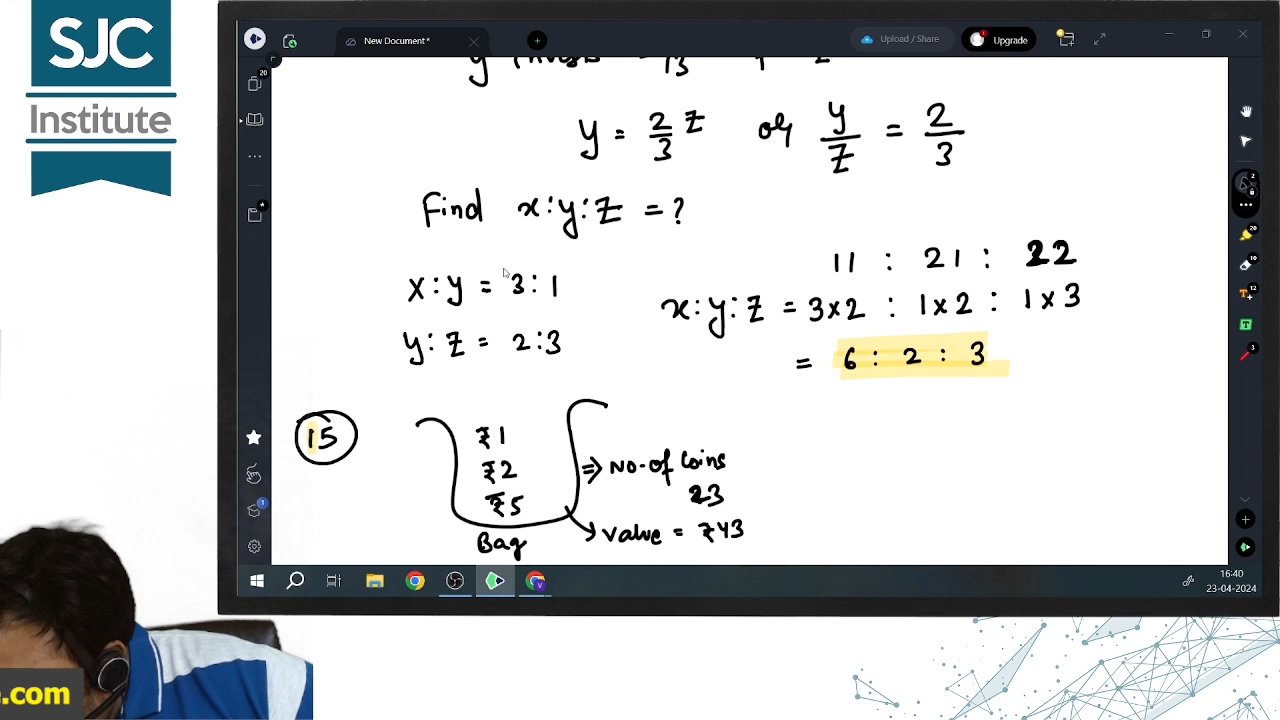 SJC
Institute
New Document*
Upload / Share
Upgrade
y = 2/3 z or y/z = 2/3
Find x:y:z = ?
11 : 21 : 22
x:y = 3:1
x:y:z = 3×2 : 1×2 : 1×3
y:z = 2:3
= 6 : 2 : 3
15
₹1
₹2
₹5
Bag
⇒ No. of Coins
23
→ Value = ₹43
16:40
23-04-2024
.com